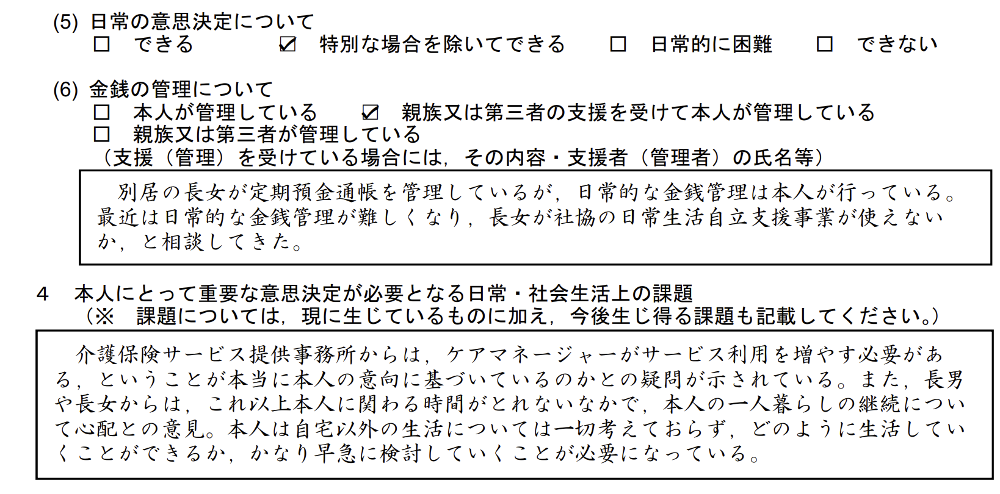 (5) 日常の意思決定について
□ できる ☑ 特別な場合を除いてできる □ 日常的に困難 □ できない
(6) 金銭の管理について
□ 本人が管理している ☑ 親族又は第三者の支援を受けて本人が管理している
□ 親族又は第三者が管理している
（支援（管理）を受けている場合には，その内容・支援者（管理者）の氏名等）
別居の長女が定期預金通帳を管理しているが，日常的な金銭管理は本人が行っている。
最近は日常的な金銭管理が難しくなり，長女が社協の日常生活自立支援事業が使えない
か，と相談してきた。
4 本人にとって重要な意思決定が必要となる日常・社会生活上の課題
（※ 課題については，現に生じているものに加え，今後生じ得る課題も記載してください。）
介護保険サービス提供事務所からは，ケアマネージャーがサービス利用を増やす必要があ
る，ということが本当に本人の意向に基づいているのかとの疑問が示されている。また，長男
や長女からは，これ以上本人に関わる時間がとれないなかで，本人の一人暮らしの継続につい
て心配との意見。本人は自宅以外の生活については一切考えておらず，どのように生活してい
くことができるか，かなり早急に検討していくことが必要になっている。